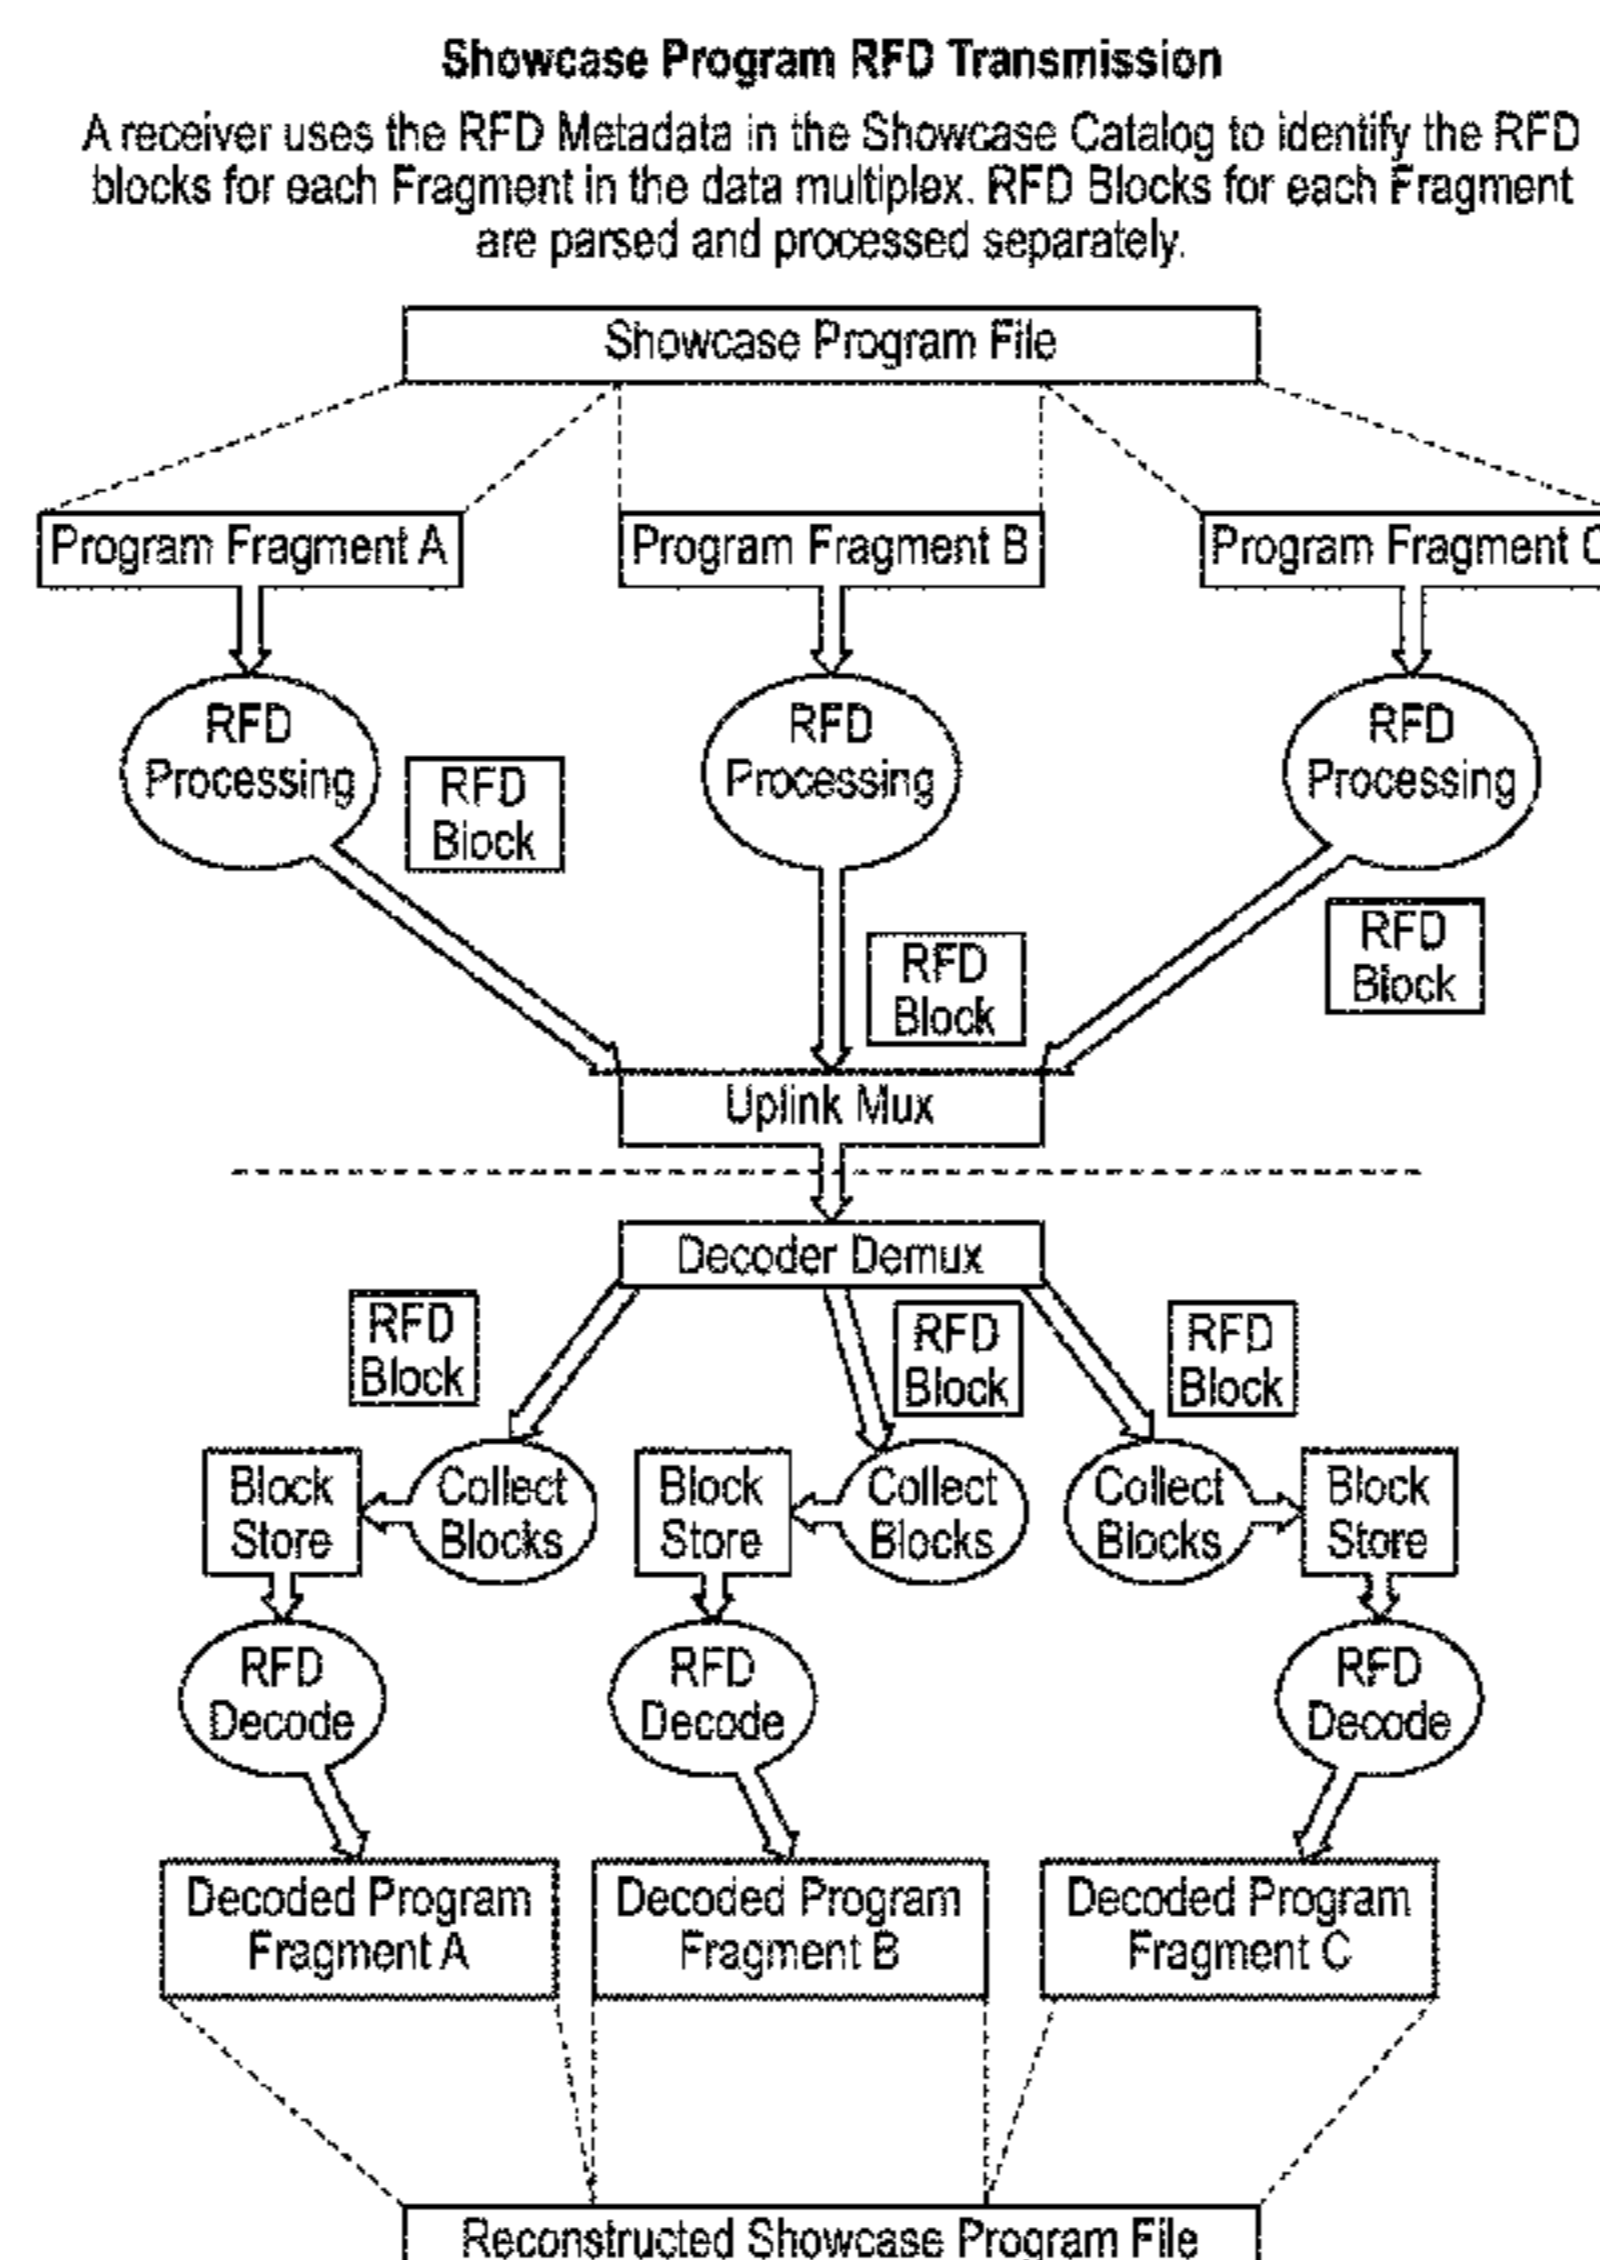 Showcase Program RFD Transmission
A receiver uses the RFD Metadata in the Showcase Catalog to identify the RFD
blocks for each Fragment in the data multiplex. RFD Blocks for each Fragment
are parsed and processed separately.
Showcase Program File
Program Fragment A
Program Fragment B
Program Fragment C
RFD
Processing
RFD
Block
RFD
Processing
RFD
Block
RFD
Processing
RFD
Block
Uplink Mux
Decoder Demux
RFD
Block
RFD
Block
RFD
Block
Block
Store
Collect
Blocks
Block
Store
Collect
Blocks
Collect
Blocks
Block
Store
RFD
Decode
RFD
Decode
RFD
Decode
Decoded Program
Fragment A
Decoded Program
Fragment B
Decoded Program
Fragment C
Reconstructed Showcase Program File